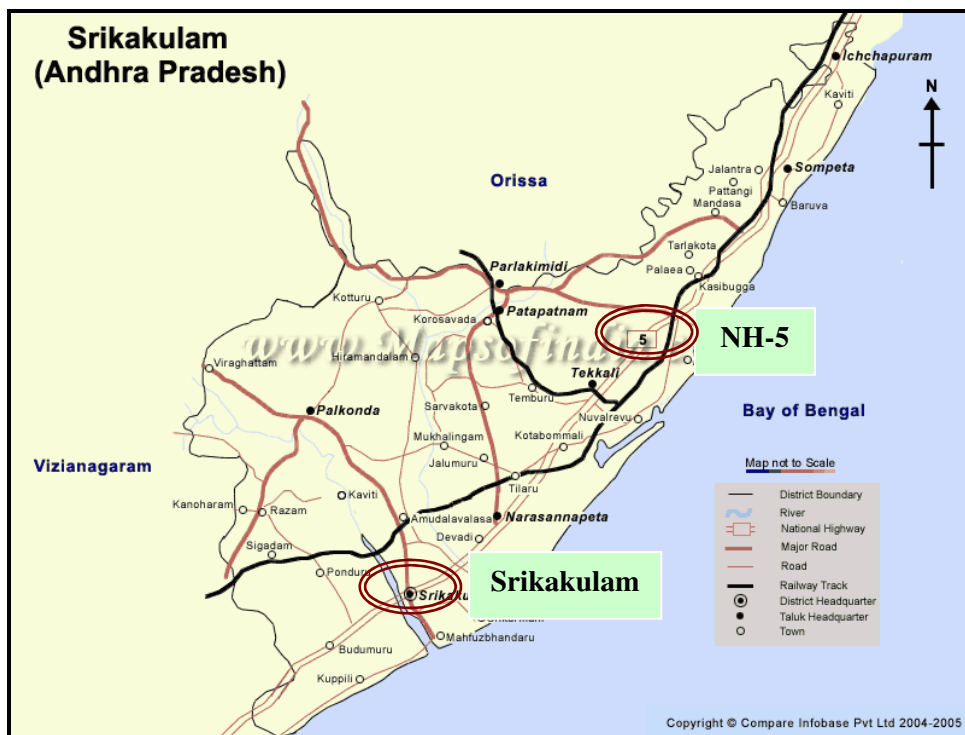 Srikakulam
(Andhra Pradesh)
Ichchapuram
Kaviti
N
Jalantra
Sompeta
Pattangi
Mandasa
Baruva
Orissa
Tarlakota
Palaea
Kasibugga
Parlakimidi
Kotturu
Patapatnam
Korosavada
www.Mapsofindia
5
NH-5
Hiramandalam
Viraghattam
Tekkali
Temburu
Sarvakota
Palkonda
Nuvalrevu
Bay of Bengal
Mukhalingam
Kotabommali
Jalumuru
Vizianagaram
Tilaru
Map not to Scale
Kanoharam
Razam
Kaviti
Amudalavalasa
Narasannapeta
Devadi
Sigadam
Ponduru
Srikakulam
Mahfuzbhandaru
Budumuru
Kuppili
District Boundary
River
National Highway
Major Road
Road
Railway Track
District Headquarter
Taluk Headquarter
Town
Copyright © Compare Infobase Pvt Ltd 2004-2005